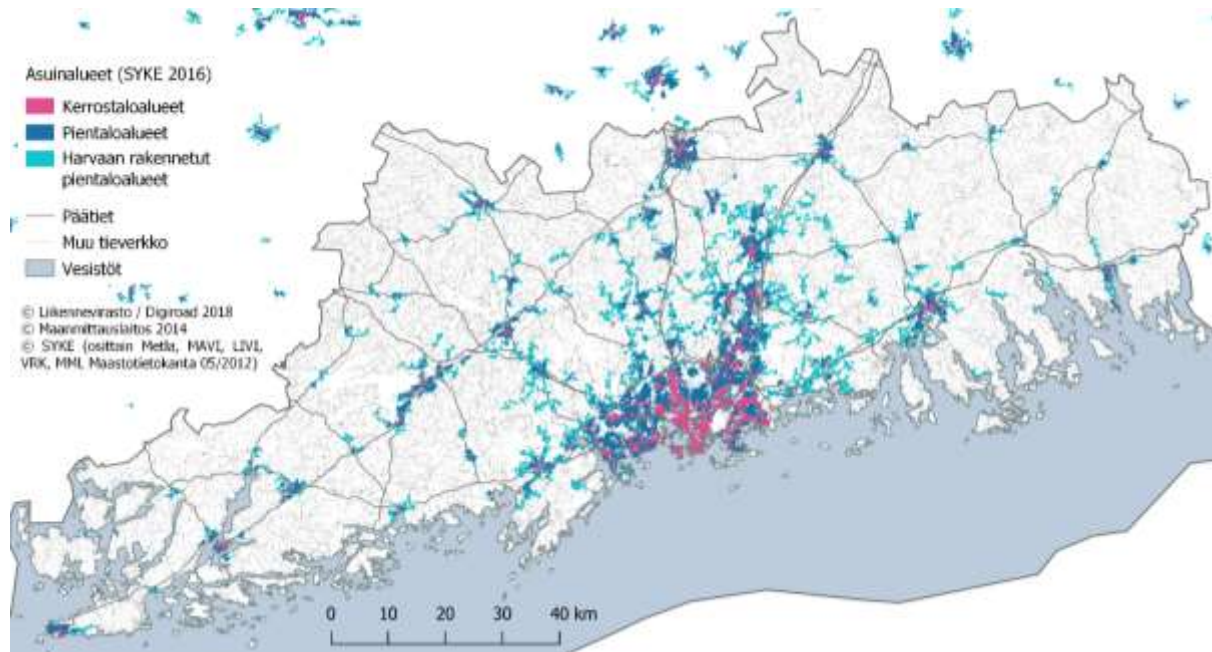 Asuinalueet (SYKE 2016)
Kerrostaloalueet
Pientaloalueet
Harvaan rakennetut
pientaloalueet
Päätiet
Muu tieverkko
Vesistöt
© Liikennevirasto / Digiroad 2018
© Maanmittauslaitos 2014
© SYKE (osittain Metla, MAVI, LIVI,
VRK, MML Maastotietokanta 05/2012)
0 10 20 30 40 km